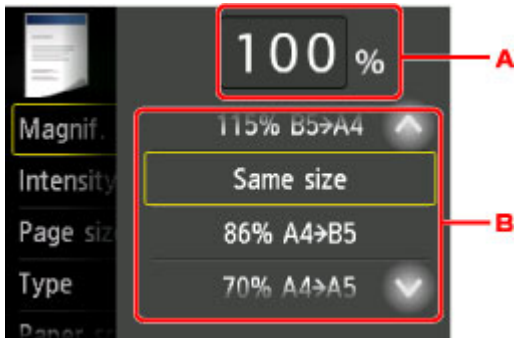 100 %
A
Magnif.
115% B5→A4
Intensity
Same size
Page siz
86% A4→B5
B
Type
70% A4→A5